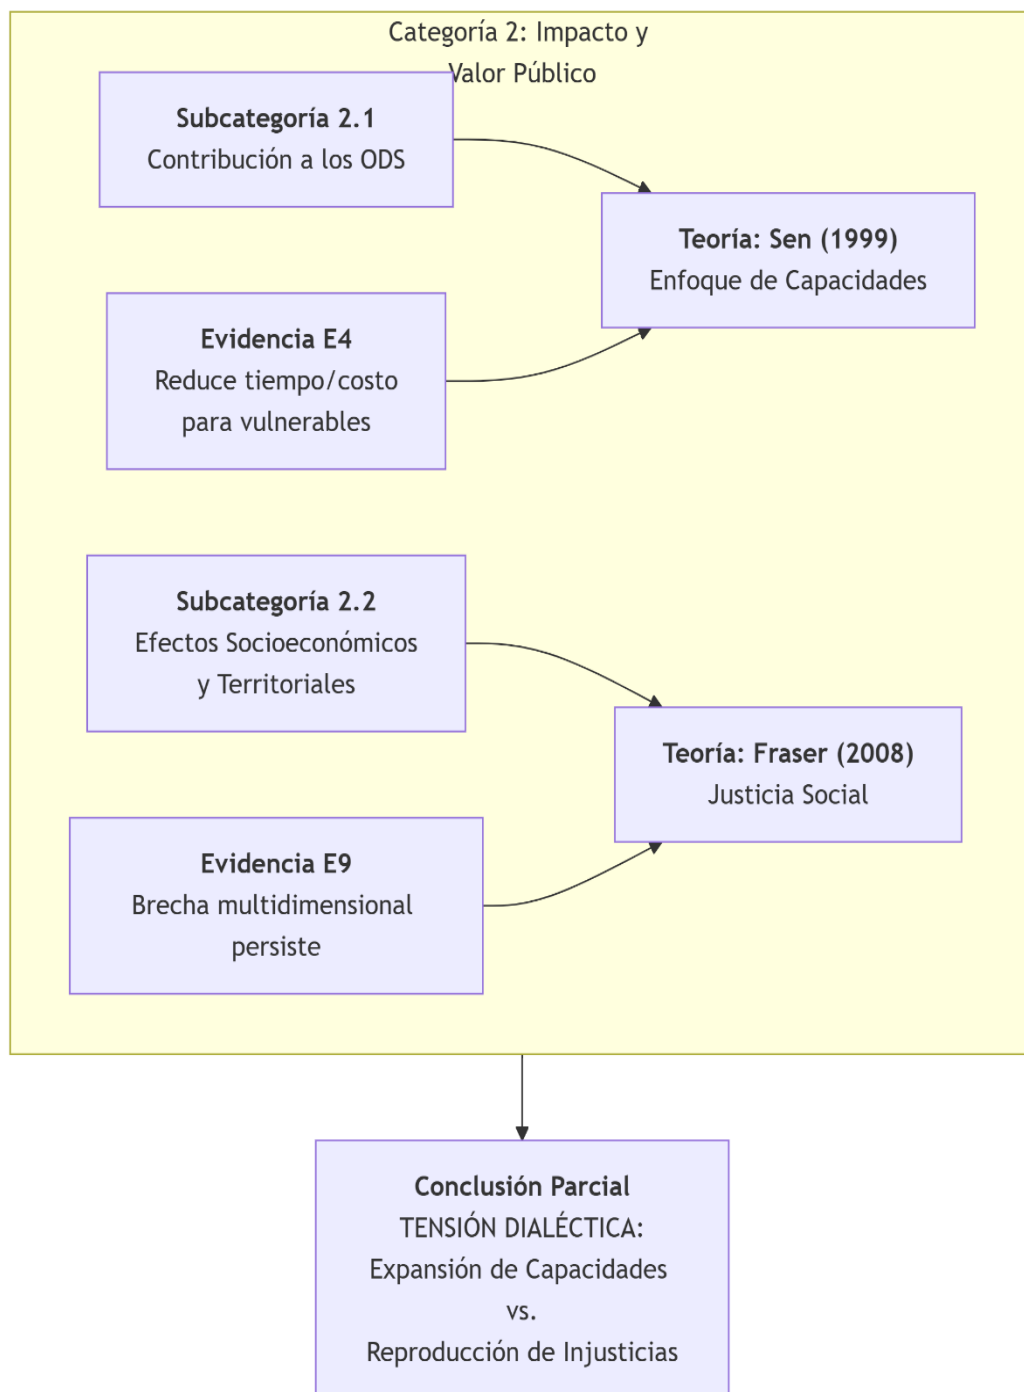 Categoría 2: Impacto y
Valor Público
Subcategoría 2.1
Contribución a los ODS
Teoría: Sen (1999)
Enfoque de Capacidades
Evidencia E4
Reduce tiempo/costo
para vulnerables
Subcategoría 2.2
Efectos Socioeconómicos
y Territoriales
Teoría: Fraser (2008)
Justicia Social
Evidencia E9
Brecha multidimensional
persiste
Conclusión Parcial
TENSIÓN DIALÉCTICA:
Expansión de Capacidades
vs.
Reproducción de Injusticias